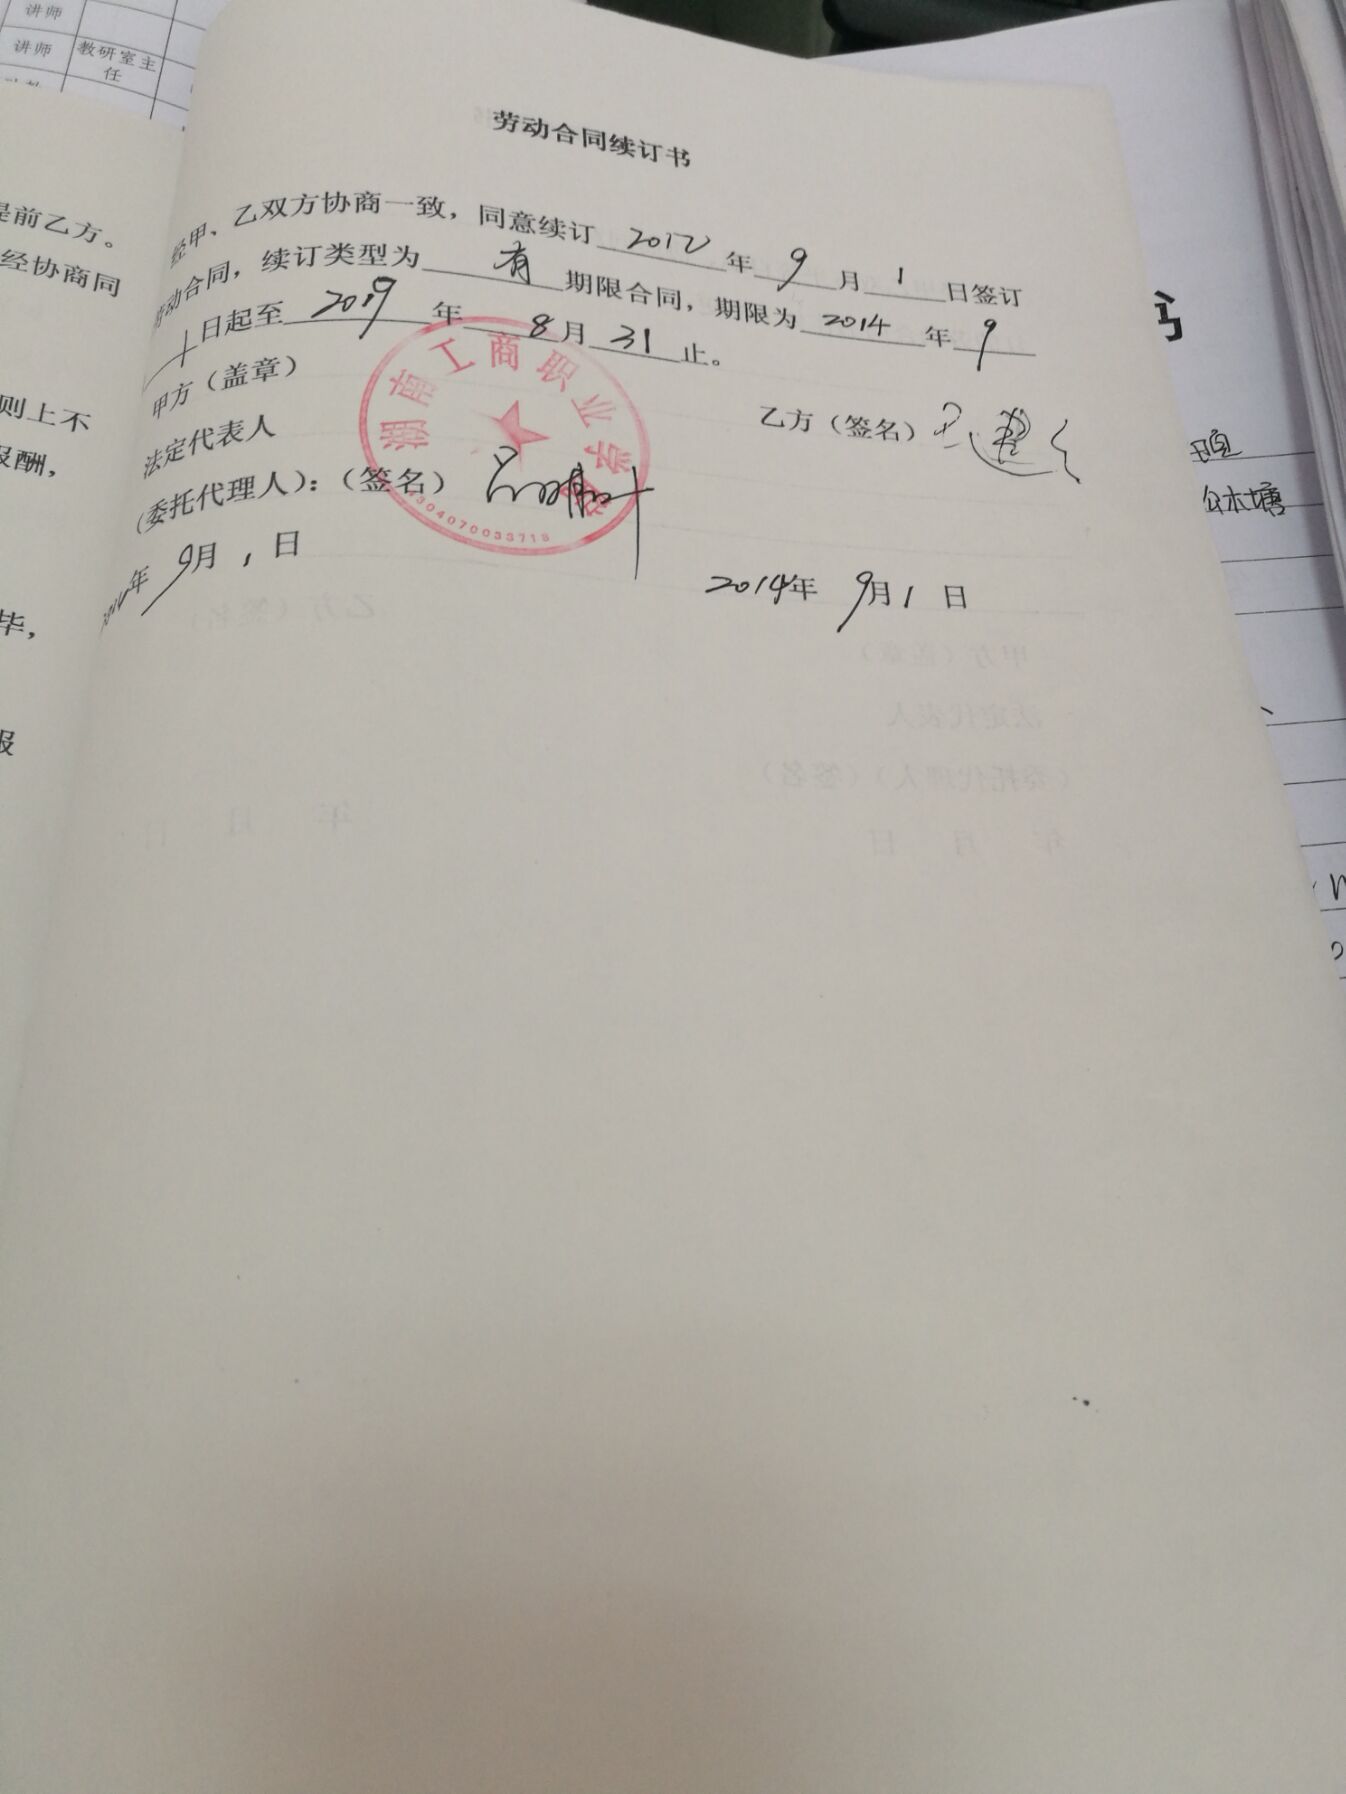 讲师
讲师 教研室主
任
劳动合同续订书
经甲、乙双方协商一致，同意续订 2012 年 9 月 1 日签订
劳动合同，续订类型为 有 期限合同，期限为 2014 年 9
月 1 日起至 2019 年 8 月 31 止。
甲方（盖章）
乙方（签名）
法定代表人
（委托代理人）：（签名）
2014年 9月 1 日
2014年 9月1 日
湖南工商职业学院
是前乙方。
经协商同
则上不
报酬，
毕，
报
公木塘